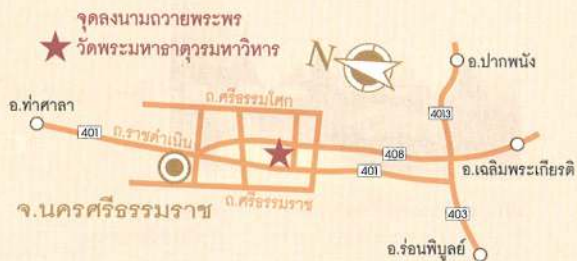 จุดลงนามถวายพระพร
วัดพระมหาธาตุวรมหาวิหาร
N
อ.ปากพนัง
อ.ท่าศาลา
ถ.ศรีธรรมโศก
401
ถ.ราชดำเนิน
4013
408
401
อ.เฉลิมพระเกียรติ
จ.นครศรีธรรมราช
ถ.ศรีธรรมราช
403
อ.ร่อนพิบูลย์